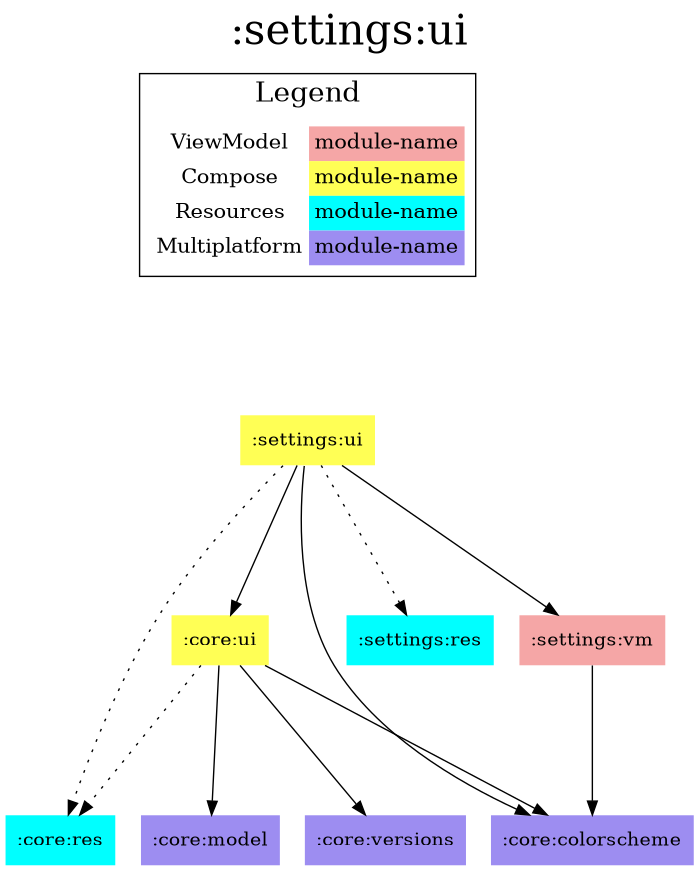 :settings:ui
Legend
ViewModel module-name
Compose module-name
Resources module-name
Multiplatform module-name
:settings:ui
:core:ui :settings:res :settings:vm
:core:res :core:model :core:versions :core:colorscheme